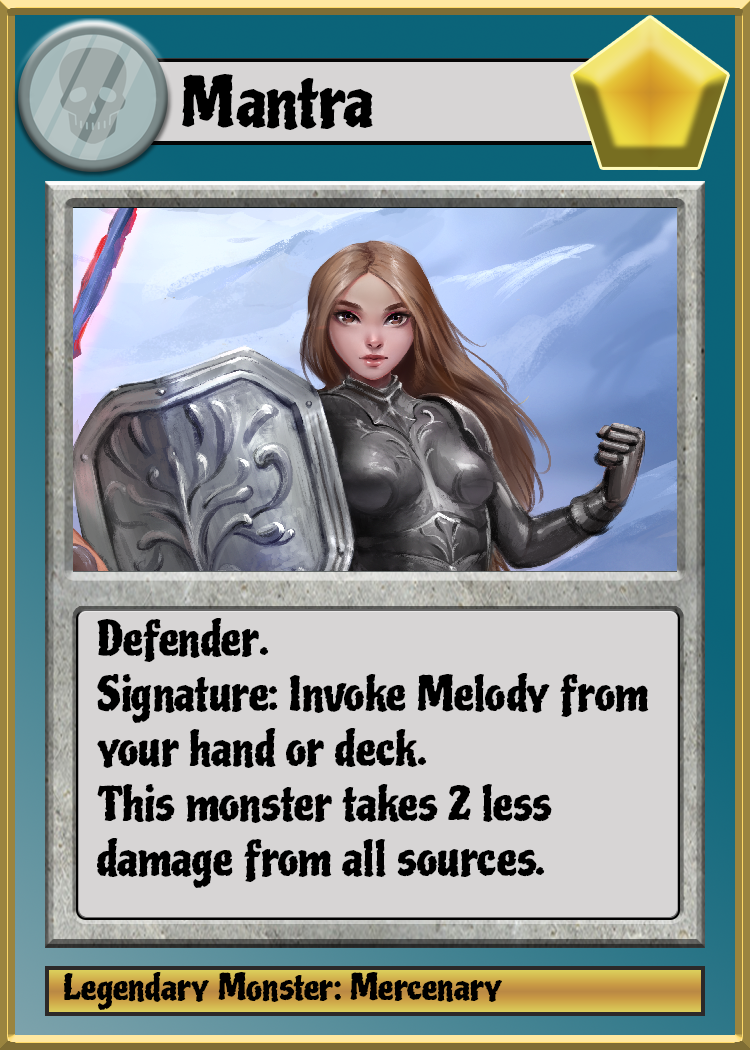 Mantra
Defender.
Signature: Invoke Melody from
your hand or deck.
This monster takes 2 less
damage from all sources.
Legendary Monster: Mercenary